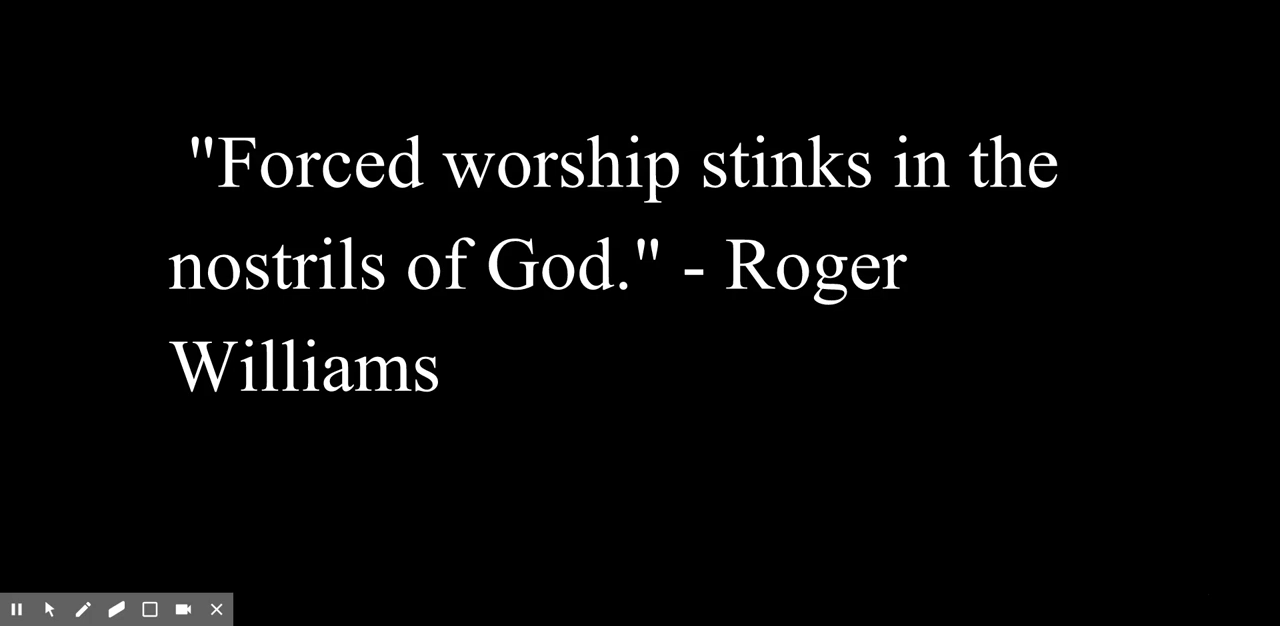 "Forced worship stinks in the
nostrils of God." - Roger
Williams